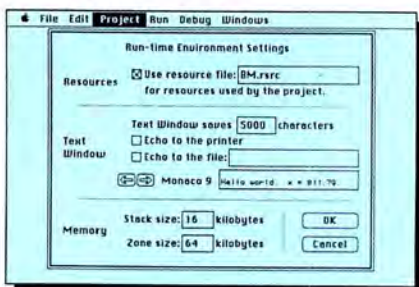 File Edit Project Run Debug Windows
Run-time Environment Settings
Resources
Use resource file: BM.rsrc
for resources used by the project.
Text Window
Text Window saves 5000 characters
Echo to the printer
Echo to the file:
Monaco 9
Hello world. x = 811.79
Memory
Stack size: 16 kilobytes
Zone size: 64 kilobytes
OK
Cancel